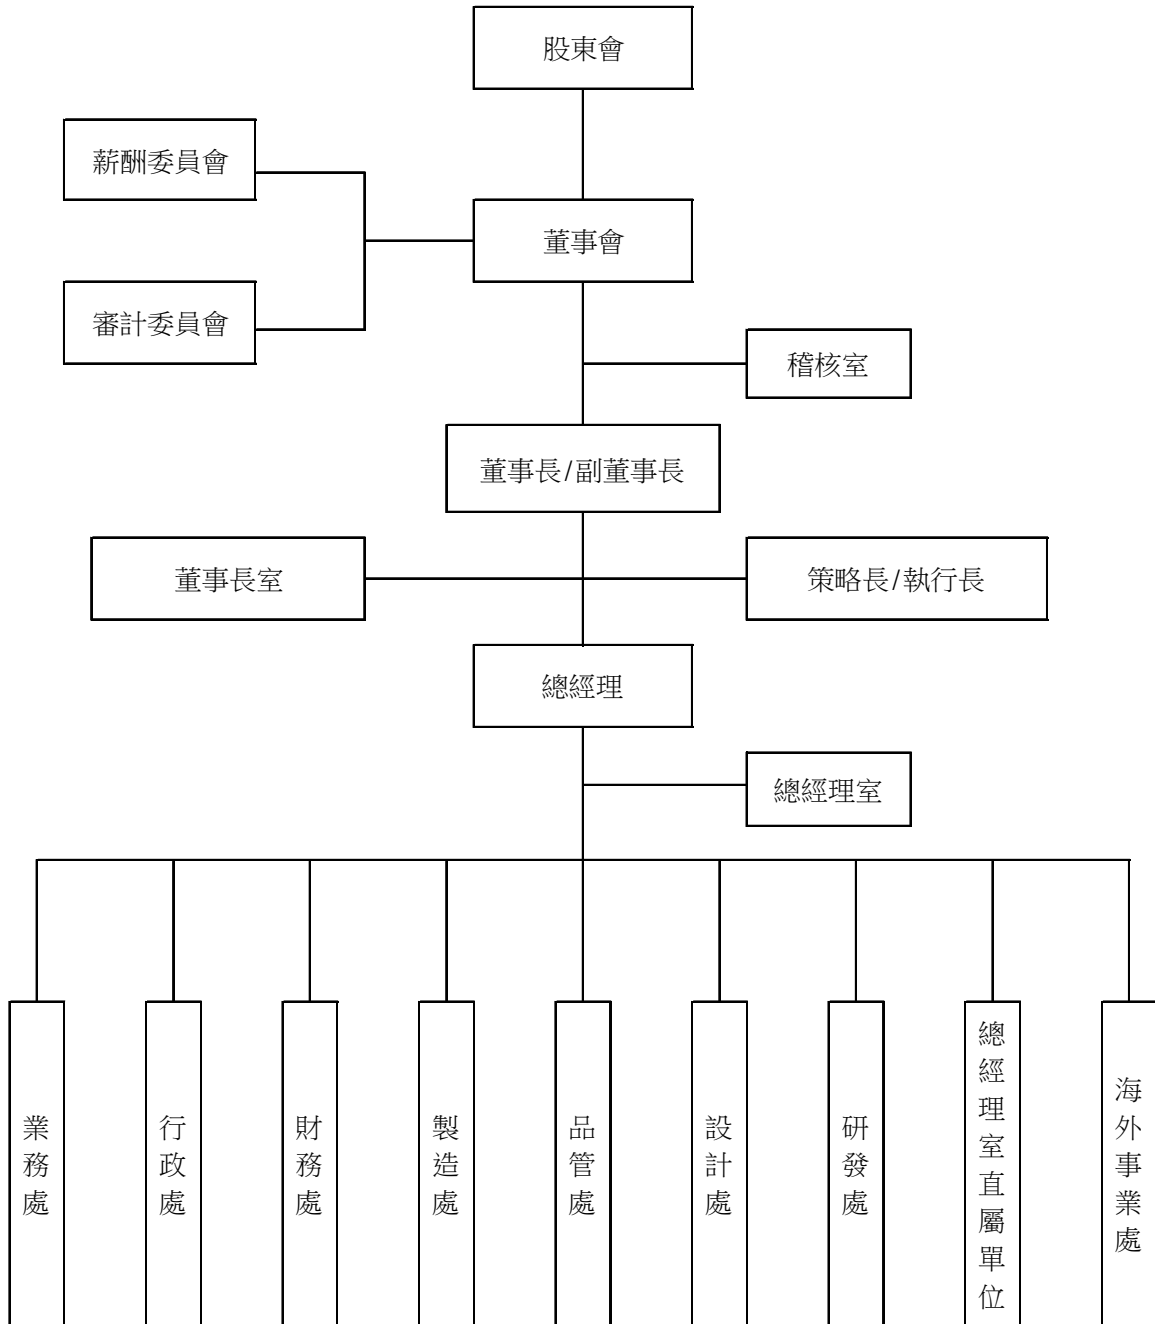 股東會
薪酬委員會
董事會
審計委員會
稽核室
董事長/副董事長
董事長室
策略長/執行長
總經理
總經理室
業務處
行政處
財務處
製造處
品管處
設計處
研發處
總經理室直屬單位
海外事業處